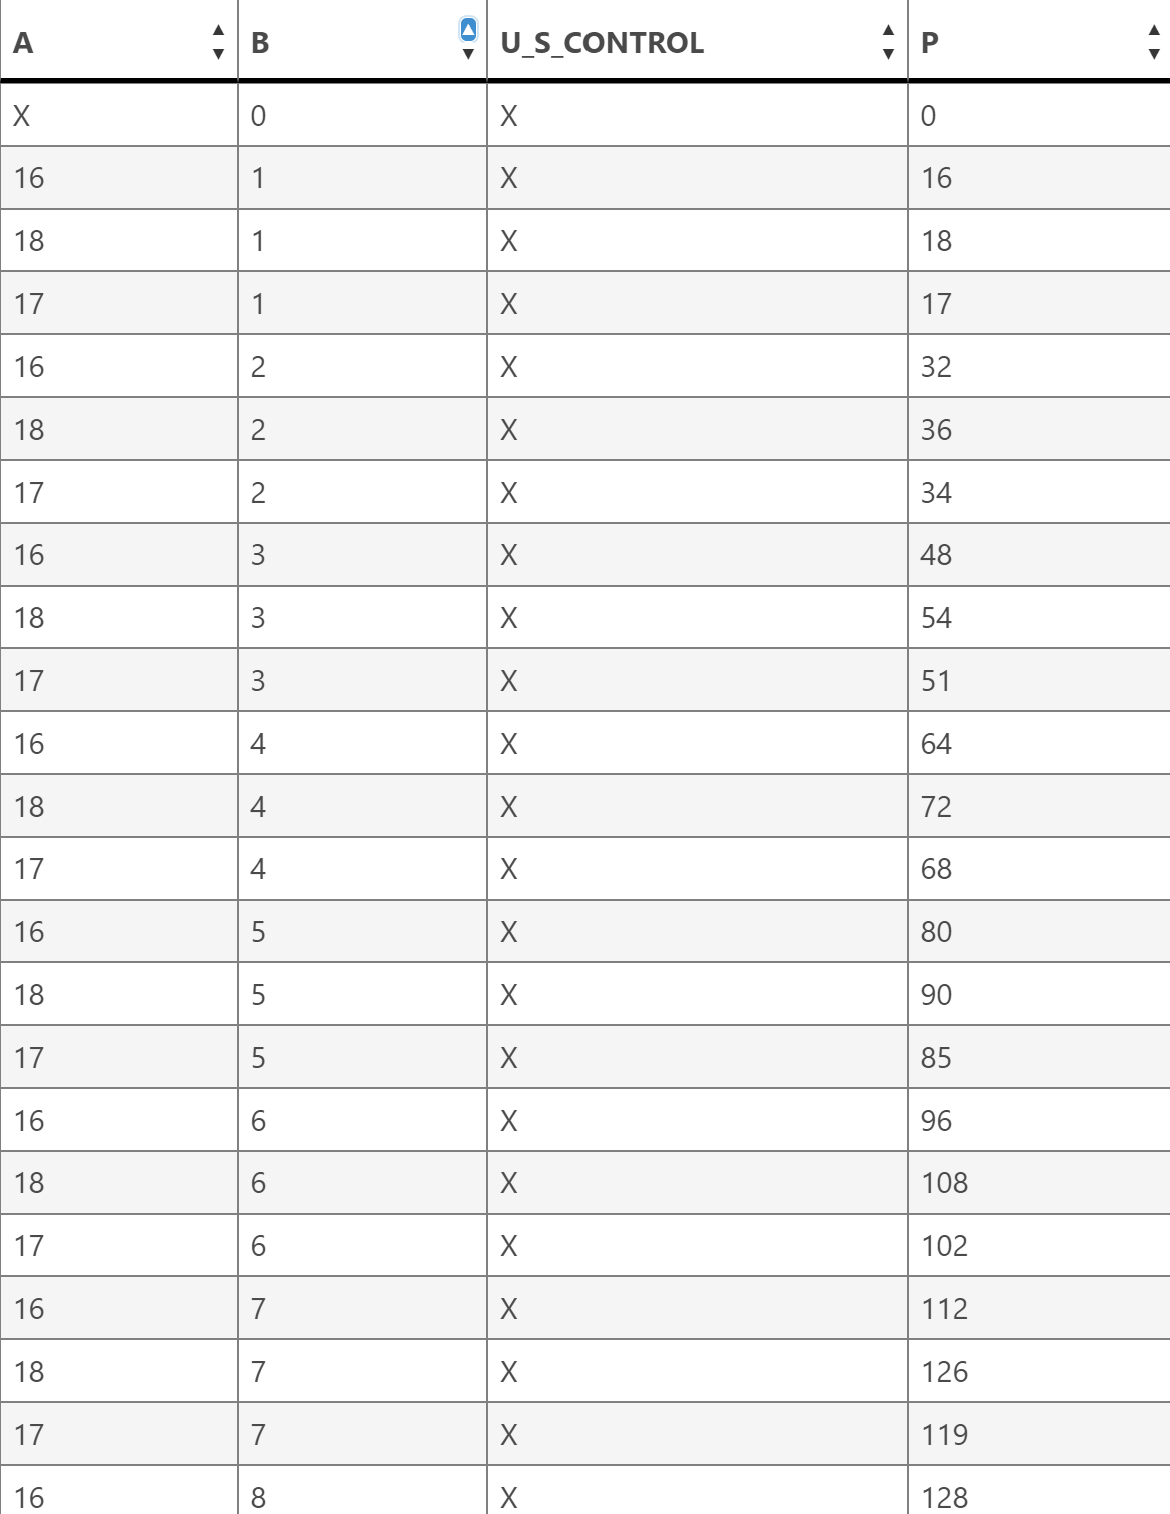 A B U_S_CONTROL P
X 0 X 0
16 1 X 16
18 1 X 18
17 1 X 17
16 2 X 32
18 2 X 36
17 2 X 34
16 3 X 48
18 3 X 54
17 3 X 51
16 4 X 64
18 4 X 72
17 4 X 68
16 5 X 80
18 5 X 90
17 5 X 85
16 6 X 96
18 6 X 108
17 6 X 102
16 7 X 112
18 7 X 126
17 7 X 119
16 8 X 128